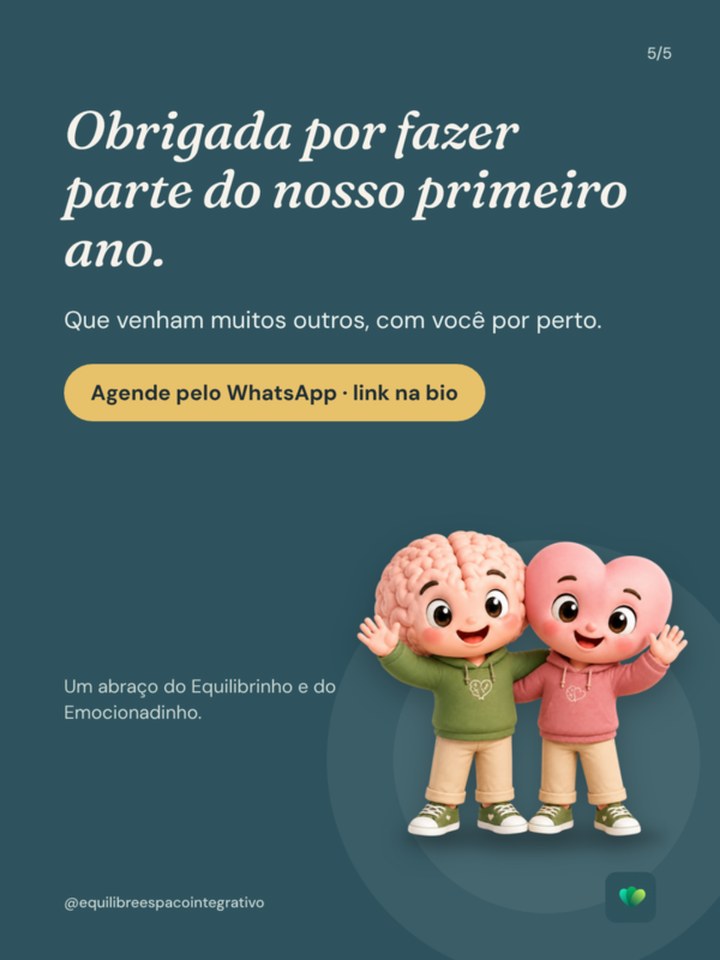 5/5
Obrigada por fazer
parte do nosso primeiro
ano.
Que venham muitos outros, com você por perto.
Agende pelo WhatsApp · link na bio
Um abraço do Equilibrinho e do
Emocionadinho.
@equilibreespacointegrativo